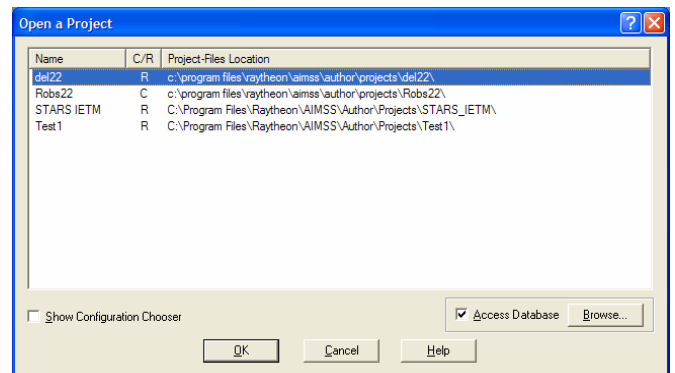 Open a Project
Name C/R Project-Files Location
del22 R c:\program files\raytheon\aimss\author\projects\del22\
Robs22 C c:\program files\raytheon\aimss\author\projects\Robs22\
STARS IETM R C:\Program Files\Raytheon\AIMSS\Author\Projects\STARS_IETM\
Test1 R C:\Program Files\Raytheon\AIMSS\Author\Projects\Test1\
Show Configuration Chooser
Access Database Browse...
OK Cancel Help